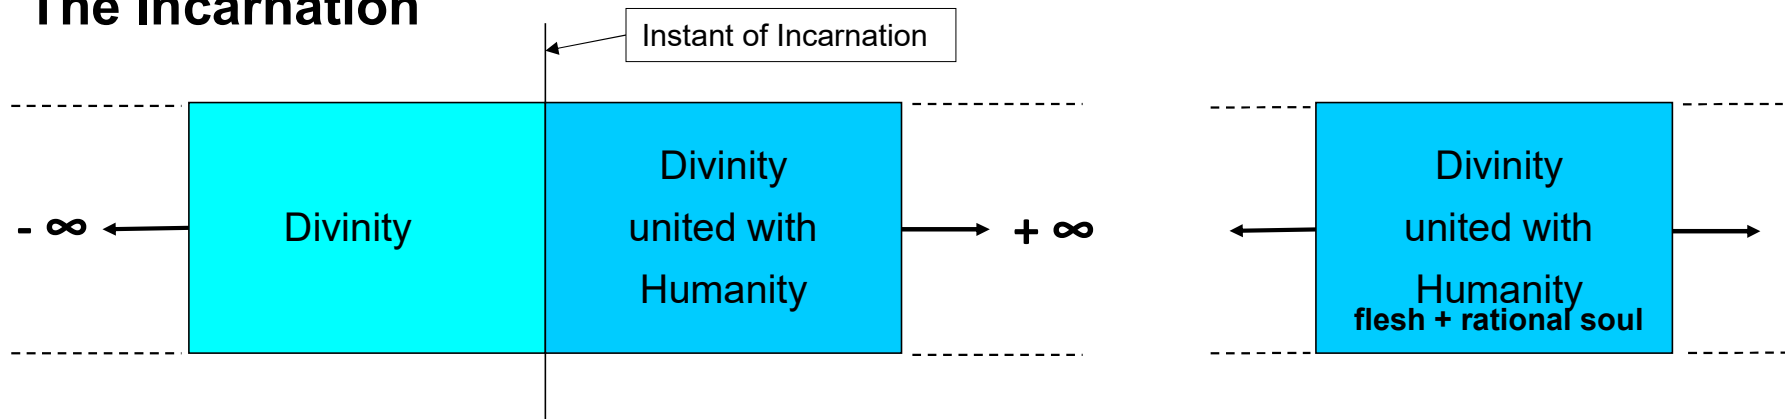 The Incarnation
Instant of Incarnation
- ∞
Divinity
Divinity
united with
Humanity
+ ∞
Divinity
united with
Humanity
flesh + rational soul